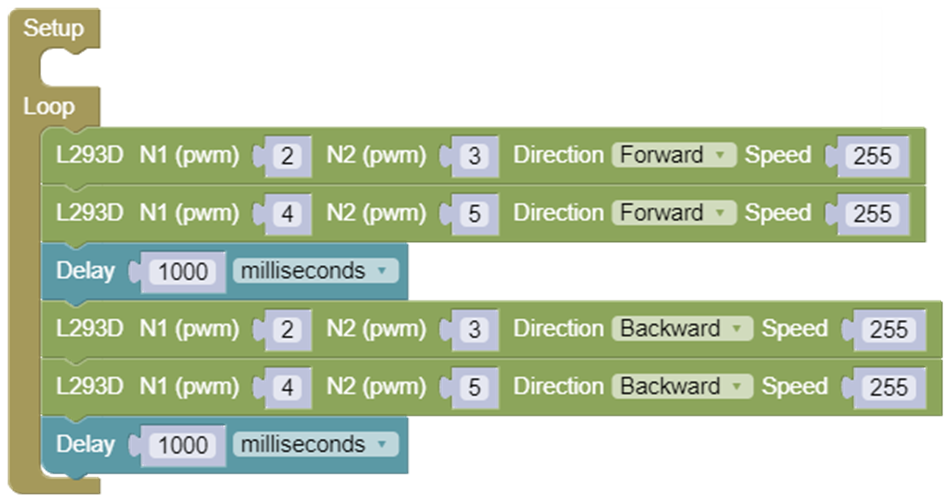 Setup
Loop
L293D N1 (pwm) 2 N2 (pwm) 3 Direction Forward Speed 255
L293D N1 (pwm) 4 N2 (pwm) 5 Direction Forward Speed 255
Delay 1000 milliseconds
L293D N1 (pwm) 2 N2 (pwm) 3 Direction Backward Speed 255
L293D N1 (pwm) 4 N2 (pwm) 5 Direction Backward Speed 255
Delay 1000 milliseconds